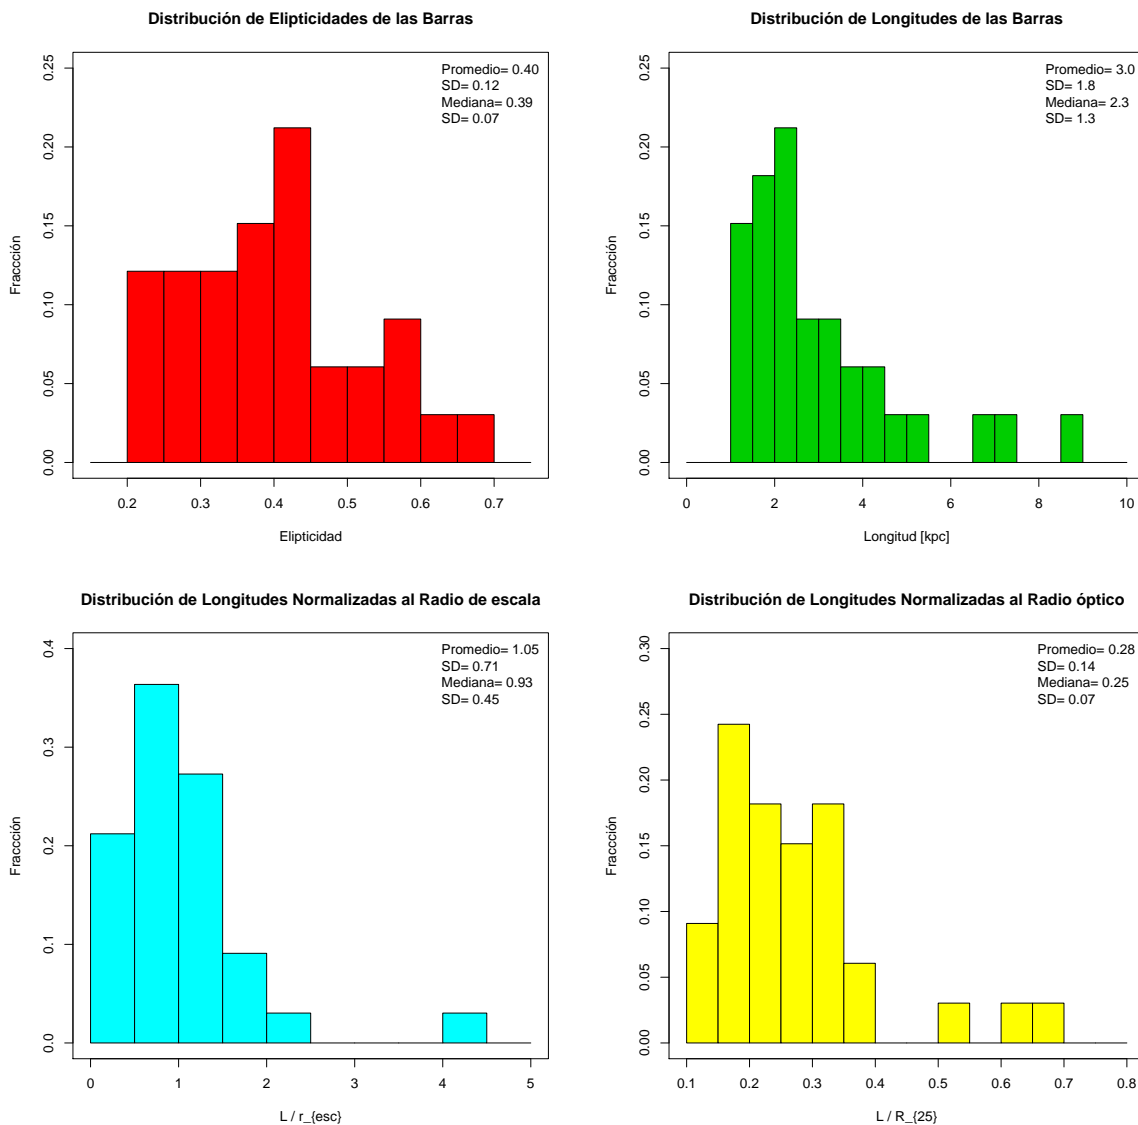 Distribución de Elipticidades de las Barras
Promedio= 0.40
SD= 0.12
Mediana= 0.39
SD= 0.07
Fraccción
0.00
0.05
0.10
0.15
0.20
0.25
0.2
0.3
0.4
0.5
0.6
0.7
Elipticidad
Distribución de Longitudes de las Barras
Promedio= 3.0
SD= 1.8
Mediana= 2.3
SD= 1.3
Fraccción
0.00
0.05
0.10
0.15
0.20
0.25
0
2
4
6
8
10
Longitud [kpc]
Distribución de Longitudes Normalizadas al Radio de escala
Promedio= 1.05
SD= 0.71
Mediana= 0.93
SD= 0.45
Fraccción
0.0
0.1
0.2
0.3
0.4
0
1
2
3
4
5
L / r_{esc}
Distribución de Longitudes Normalizadas al Radio óptico
Promedio= 0.28
SD= 0.14
Mediana= 0.25
SD= 0.07
Fraccción
0.00
0.05
0.10
0.15
0.20
0.25
0.30
0.1
0.2
0.3
0.4
0.5
0.6
0.7
0.8
L / R_{25}